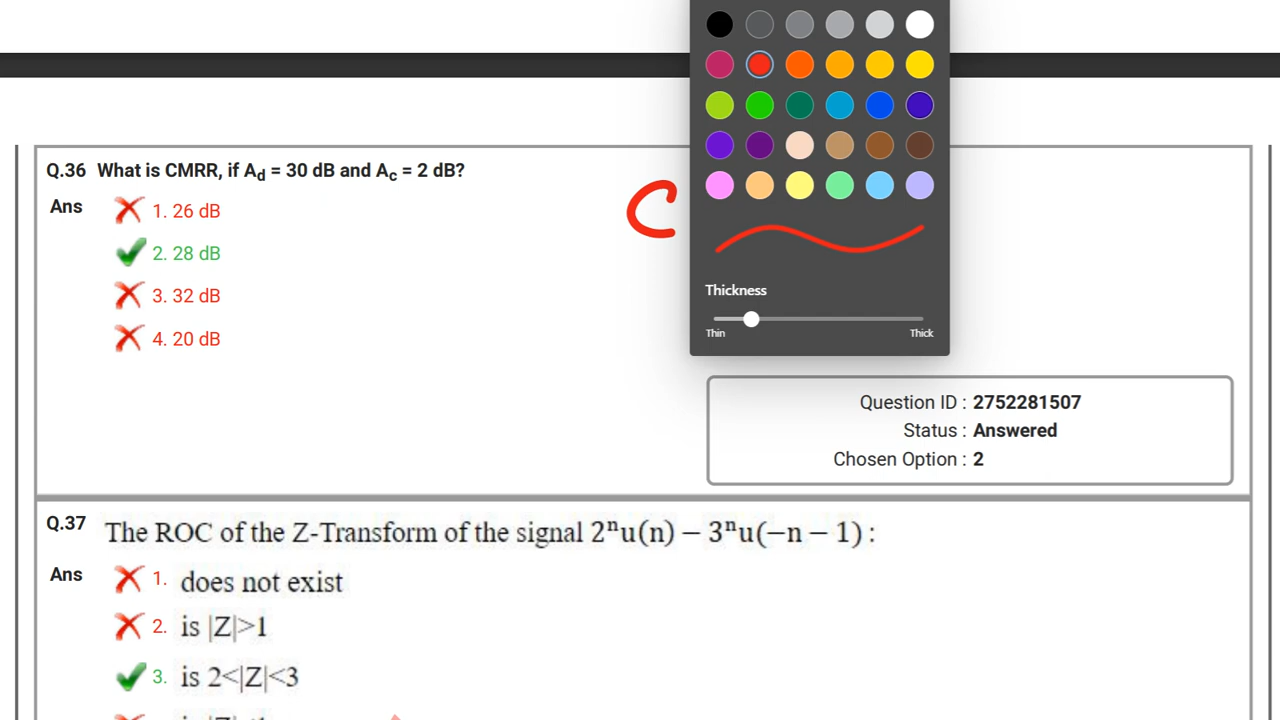 Q.36 What is CMRR, if Ad = 30 dB and Ac = 2 dB?
Ans 1. 26 dB
2. 28 dB
3. 32 dB
4. 20 dB
C
Thickness
Thin Thick
Question ID : 2752281507
Status : Answered
Chosen Option : 2
Q.37 The ROC of the Z-Transform of the signal 2ⁿu(n) – 3ⁿu(–n – 1) :
Ans 1. does not exist
2. is |Z|>1
3. is 2<|Z|<3